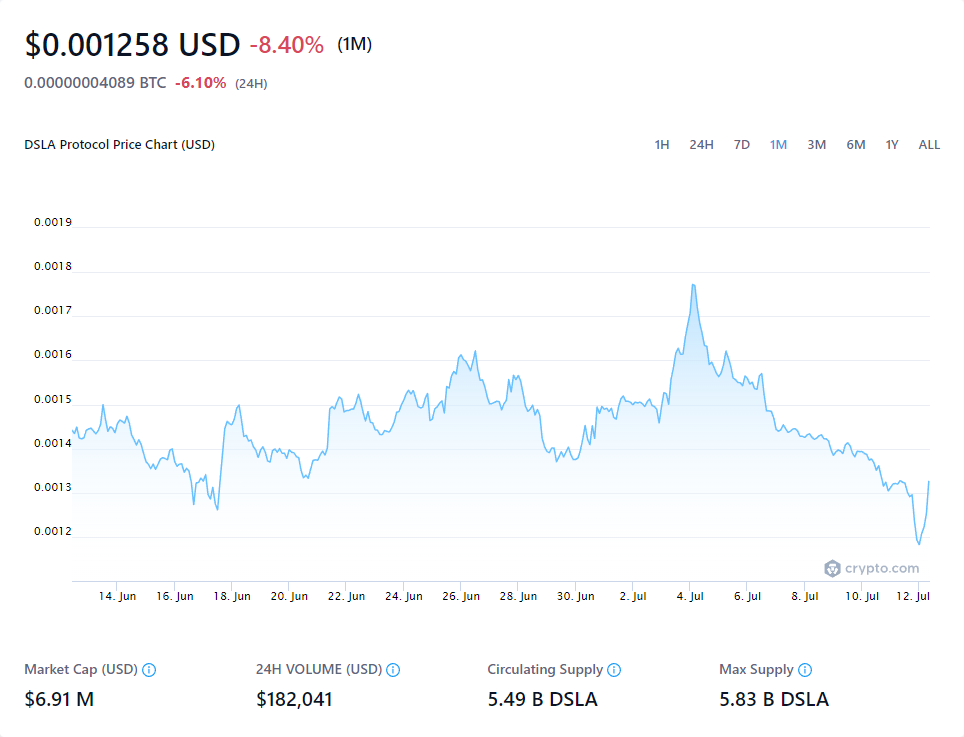 $0.001258 USD -8.40% (1M)
0.00000004089 BTC -6.10% (24H)
DSLA Protocol Price Chart (USD) 1H 24H 7D 1M 3M 6M 1Y ALL
0.0019
0.0018
0.0017
0.0016
0.0015
0.0014
0.0013
0.0012
crypto.com
14. Jun 16. Jun 18. Jun 20. Jun 22. Jun 24. Jun 26. Jun 28. Jun 30. Jun 2. Jul 4. Jul 6. Jul 8. Jul 10. Jul 12. Jul
Market Cap (USD) 24H VOLUME (USD) Circulating Supply Max Supply
$6.91 M $182,041 5.49 B DSLA 5.83 B DSLA